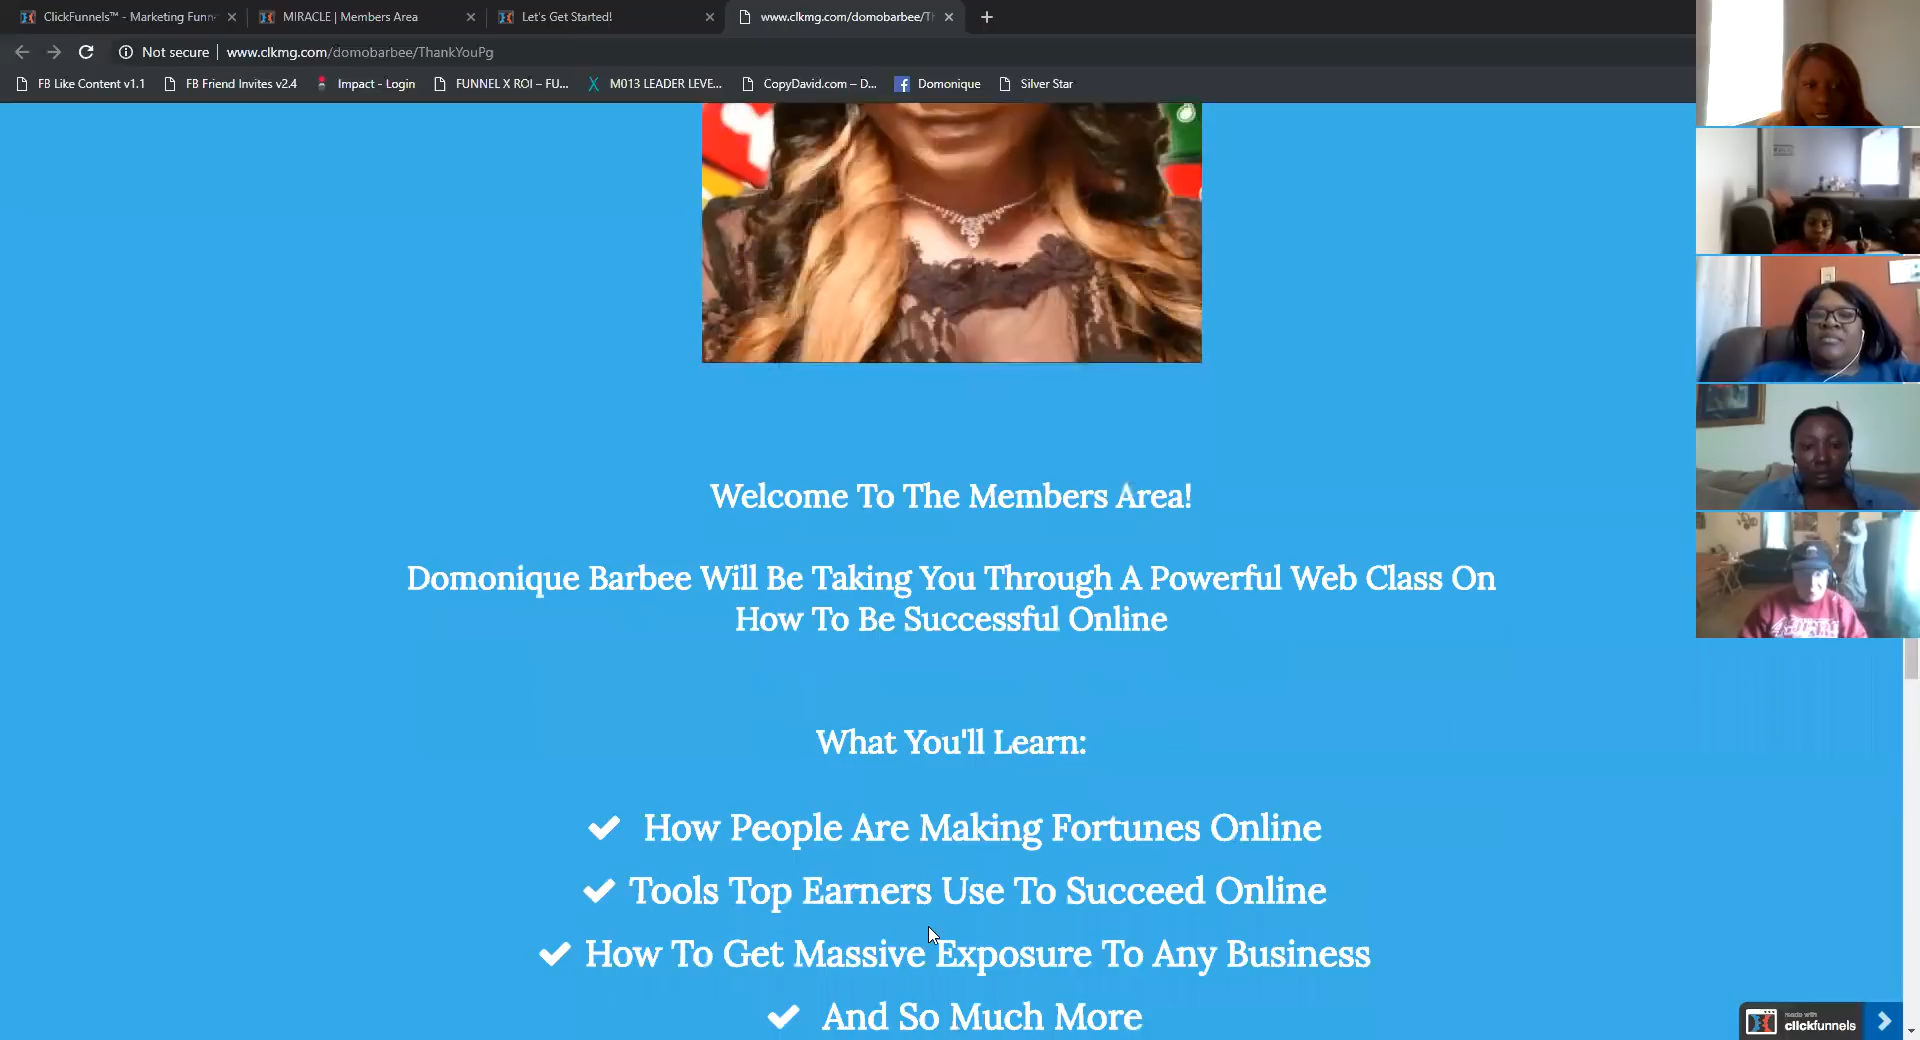 ClickFunnels™ - Marketing Funn
MIRACLE | Members Area
Let's Get Started!
www.clkmg.com/domobarbee/Th
Not secure
www.clkmg.com/domobarbee/ThankYouPg
FB Like Content v1.1
FB Friend Invites v2.4
Impact - Login
FUNNEL X ROI – FU...
M013 LEADER LEVE...
CopyDavid.com – D...
Domonique
Silver Star
Welcome To The Members Area!
Domonique Barbee Will Be Taking You Through A Powerful Web Class On
How To Be Successful Online
What You'll Learn:
How People Are Making Fortunes Online
Tools Top Earners Use To Succeed Online
How To Get Massive Exposure To Any Business
And So Much More
made with
clickfunnels